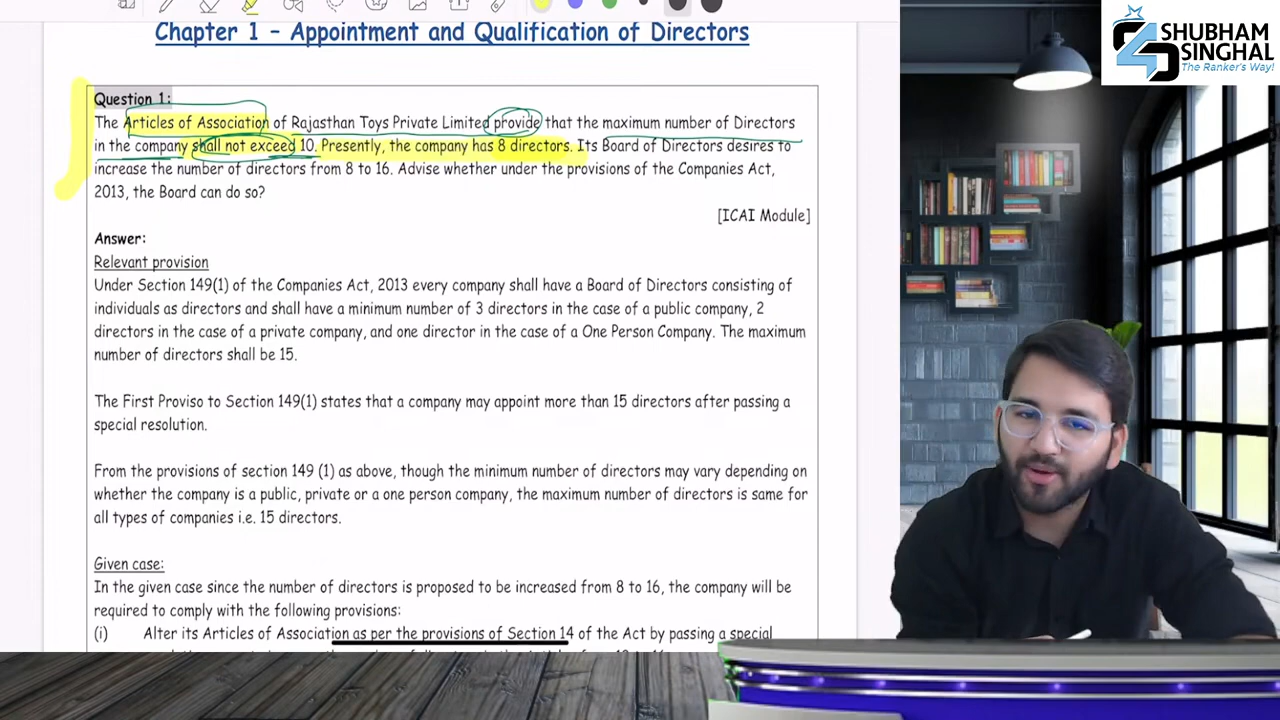 SHUBHAM
SINGHAL
The Ranker's Way!
Chapter 1 – Appointment and Qualification of Directors
Question 1:
The Articles of Association of Rajasthan Toys Private Limited provide that the maximum number of Directors
in the company shall not exceed 10. Presently, the company has 8 directors. Its Board of Directors desires to
increase the number of directors from 8 to 16. Advise whether under the provisions of the Companies Act,
2013, the Board can do so?
[ICAI Module]
Answer:
Relevant provision
Under Section 149(1) of the Companies Act, 2013 every company shall have a Board of Directors consisting of
individuals as directors and shall have a minimum number of 3 directors in the case of a public company, 2
directors in the case of a private company, and one director in the case of a One Person Company. The maximum
number of directors shall be 15.
The First Proviso to Section 149(1) states that a company may appoint more than 15 directors after passing a
special resolution.
From the provisions of section 149 (1) as above, though the minimum number of directors may vary depending on
whether the company is a public, private or a one person company, the maximum number of directors is same for
all types of companies i.e. 15 directors.
Given case:
In the given case since the number of directors is proposed to be increased from 8 to 16, the company will be
required to comply with the following provisions:
(i) Alter its Articles of Association as per the provisions of Section 14 of the Act by passing a special